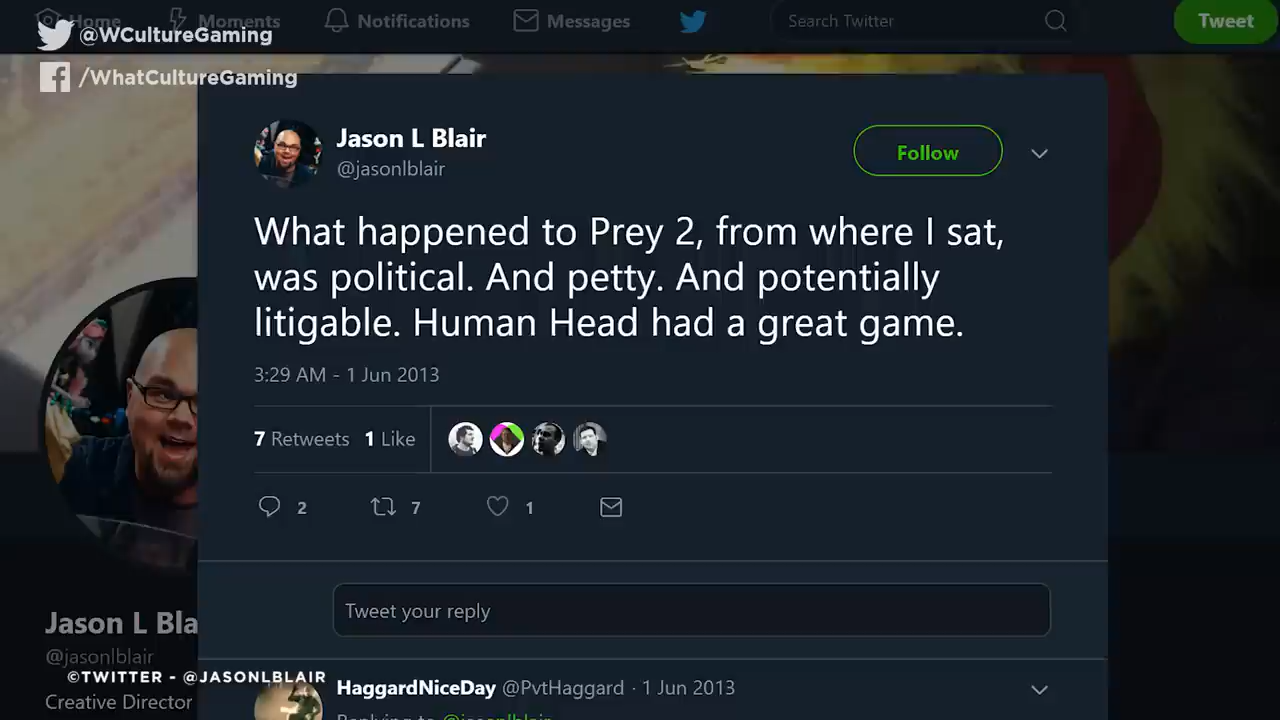 Home Moments Notifications Messages Search Twitter Tweet
@WCultureGaming
/WhatCultureGaming
Jason L Blair
@jasonlblair
Follow
What happened to Prey 2, from where I sat,
was political. And petty. And potentially
litigable. Human Head had a great game.
3:29 AM - 1 Jun 2013
7 Retweets 1 Like
2 7 1
Tweet your reply
Jason L Bla
@jasonlblair
©TWITTER - @JASONLBLAIR
Creative Director
HaggardNiceDay @PvtHaggard · 1 Jun 2013
Replying to @jasonlblair